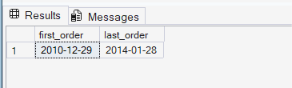 Results Messages
first_order last_order
1 2010-12-29 2014-01-28